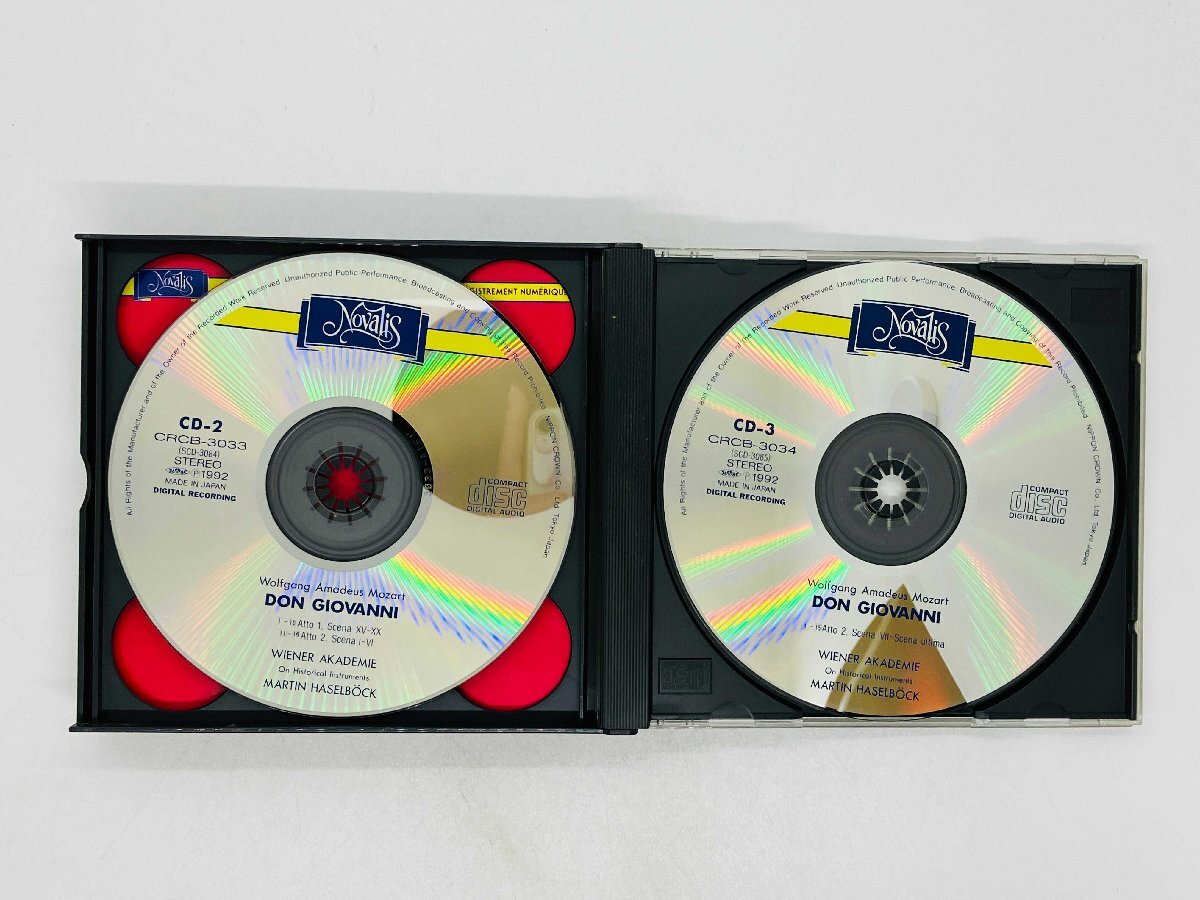 Novalis
REGISTREMENT NUMÉRIQU
All Rights of the Manufacturer and of the Owner of the Recorded Work Reserved. Unauthorized Public Performance. Broadcasting and Copying of this Record Prohibited NIPPON CROWN Co., Ltd. Tokyo Japan.
Novalis
CD-2
CRCB-3033
(SCD-3064)
STEREO
Ⓟ1992
MADE IN JAPAN
DIGITAL RECORDING
COMPACT
disc
DIGITAL AUDIO
Wolfgang Amadeus Mozart
DON GIOVANNI
Atto 1, Scena XV-XX
Atto 2, Scena I-VI
WIENER AKADEMIE
On Historical Instruments
MARTIN HASELBÖCK
All Rights of the Manufacturer and of the Owner of the Recorded Work Reserved. Unauthorized Public Performance. Broadcasting and Copying of this Record Prohibited NIPPON CROWN Co., Ltd. Tokyo Japan.
Novalis
CD-3
CRCB-3034
(SCD-3065)
STEREO
Ⓟ1992
MADE IN JAPAN
DIGITAL RECORDING
COMPACT
disc
DIGITAL AUDIO
Wolfgang Amadeus Mozart
DON GIOVANNI
Atto 2, Scena VII-Scena ultima
WIENER AKADEMIE
On Historical Instruments
MARTIN HASELBÖCK